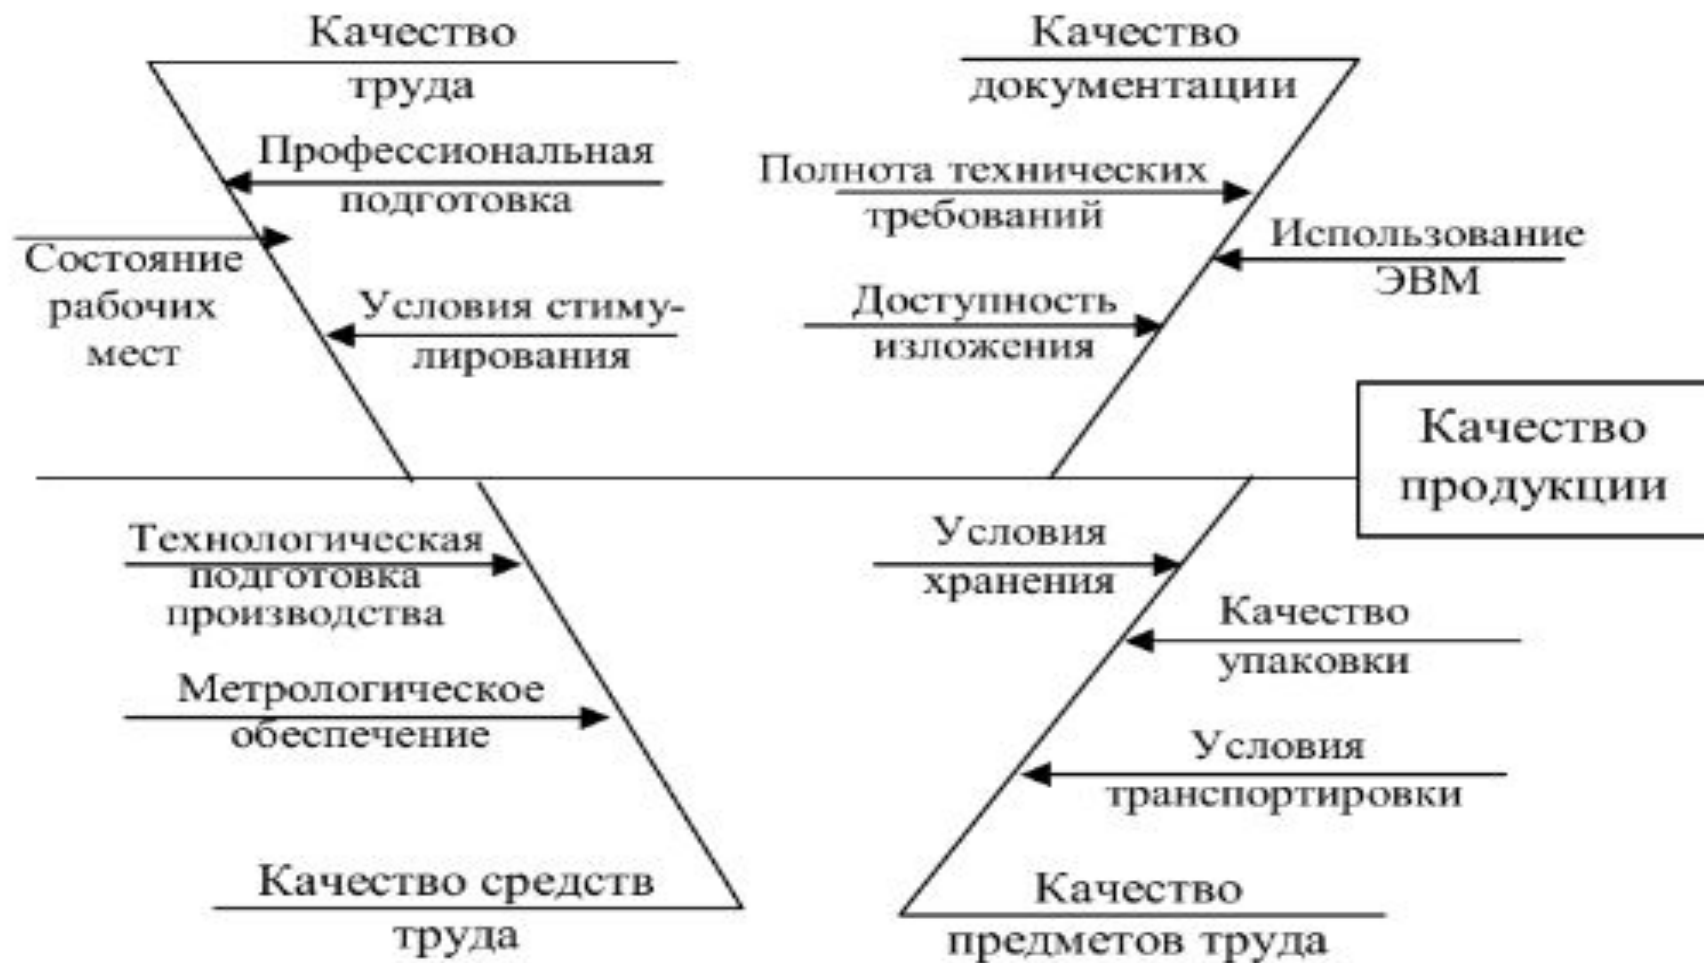 Качество
труда
Профессиональная
подготовка
Состояние
рабочих
мест
Условия стиму-
лирования
Качество
документации
Полнота технических
требований
Использование
ЭВМ
Доступность
изложения
Качество
продукции
Технологическая
подготовка
производства
Метрологическое
обеспечение
Качество средств
труда
Условия
хранения
Качество
упаковки
Условия
транспортировки
Качество
предметов труда